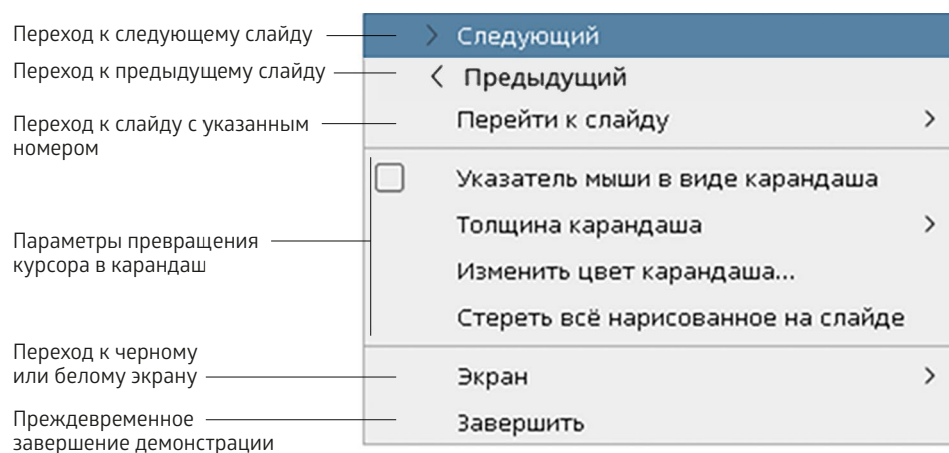 Переход к следующему слайду
Следующий
Переход к предыдущему слайду
Предыдущий
Переход к слайду с указанным
номером
Перейти к слайду
Параметры превращения
курсора в карандаш
Указатель мыши в виде карандаша
Толщина карандаша
Изменить цвет карандаша...
Стереть всё нарисованное на слайде
Переход к черному
или белому экрану
Экран
Преждевременное
завершение демонстрации
Завершить